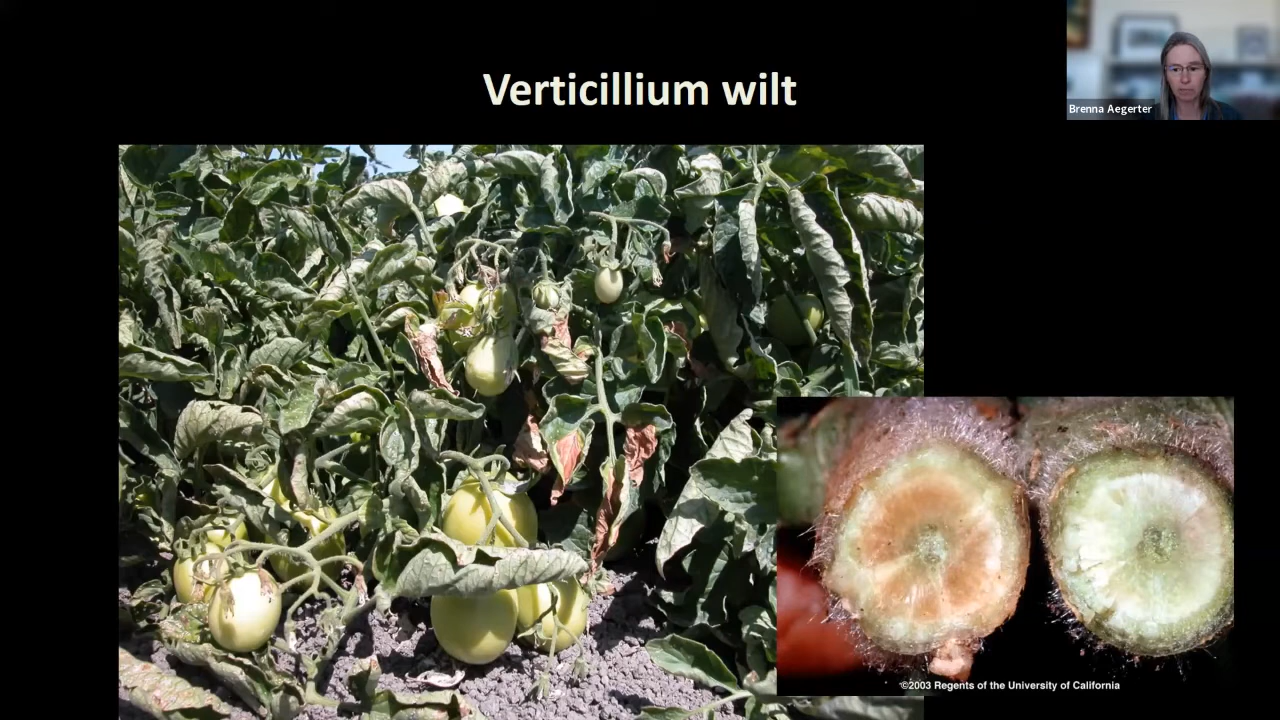 Verticillium wilt
Brenna Aegerter
©2003 Regents of the University of California